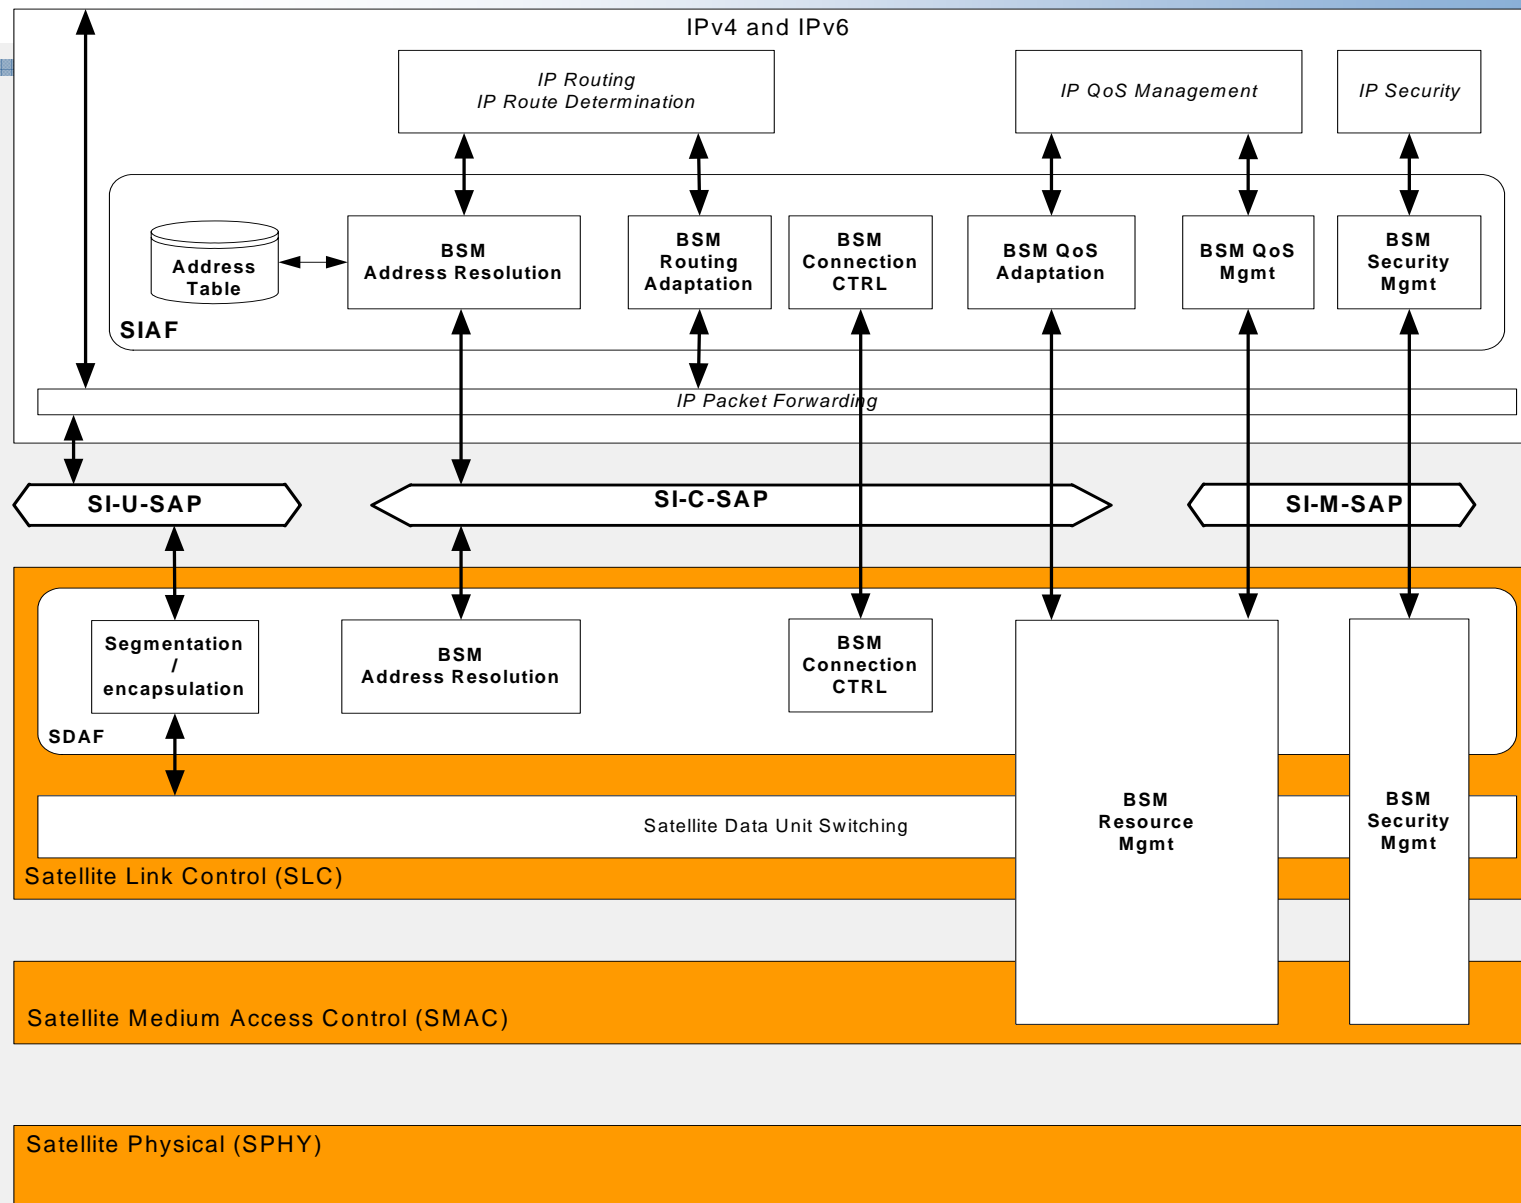 IPv4 and IPv6
IP Routing
IP Route Determination
IP QoS Management
IP Security
Address
Table
BSM
Address Resolution
BSM
Routing
Adaptation
BSM
Connection
CTRL
BSM QoS
Adaptation
BSM QoS
Mgmt
BSM
Security
Mgmt
SIAF
IP Packet Forwarding
SI-U-SAP
SI-C-SAP
SI-M-SAP
Segmentation
/
encapsulation
BSM
Address Resolution
BSM
Connection
CTRL
SDAF
BSM
Resource
Mgmt
BSM
Security
Mgmt
Satellite Data Unit Switching
Satellite Link Control (SLC)
Satellite Medium Access Control (SMAC)
Satellite Physical (SPHY)